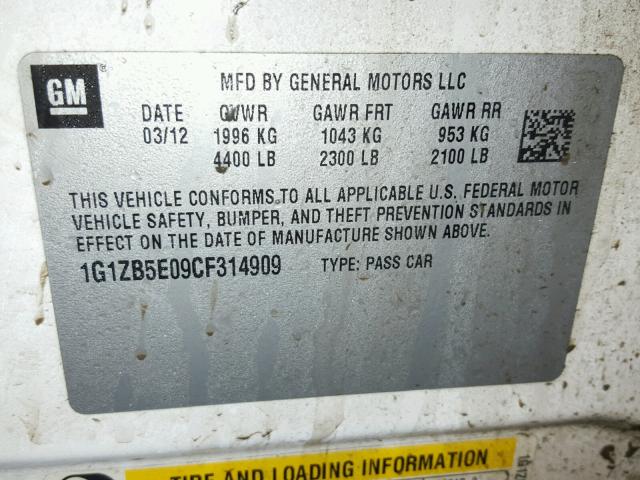 GM
MFD BY GENERAL MOTORS LLC
DATE GVWR GAWR FRT GAWR RR
03/12 1996 KG 1043 KG 953 KG
4400 LB 2300 LB 2100 LB
THIS VEHICLE CONFORMS TO ALL APPLICABLE U.S. FEDERAL MOTOR
VEHICLE SAFETY, BUMPER, AND THEFT PREVENTION STANDARDS IN
EFFECT ON THE DATE OF MANUFACTURE SHOWN ABOVE.
1G1ZB5E09CF314909 TYPE: PASS CAR
TIRE AND LOADING INFORMATION